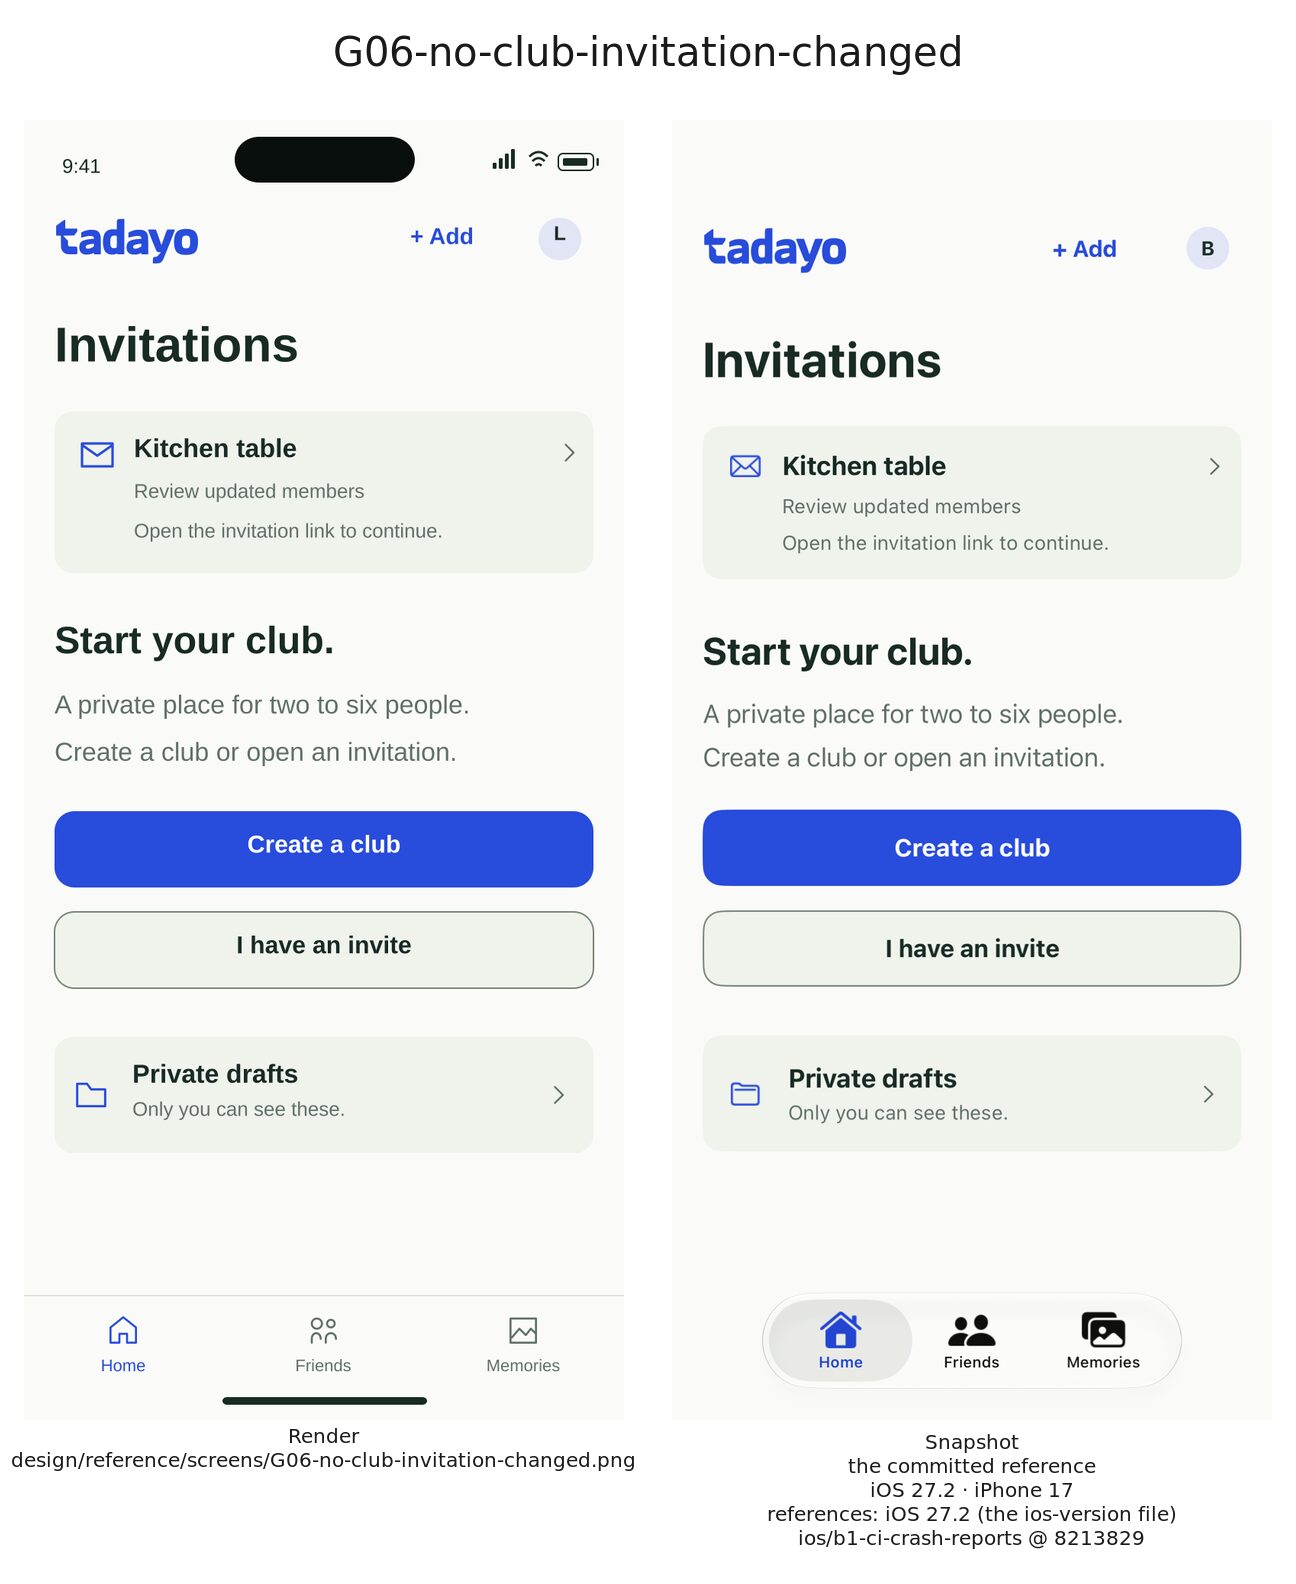 G06-no-club-invitation-changed
9:41
tadayo
+ Add
L
Invitations
Kitchen table
Review updated members
Open the invitation link to continue.
Start your club.
A private place for two to six people.
Create a club or open an invitation.
Create a club
I have an invite
Private drafts
Only you can see these.
Home
Friends
Memories
Render
design/reference/screens/G06-no-club-invitation-changed.png
tadayo
+ Add
B
Invitations
Kitchen table
Review updated members
Open the invitation link to continue.
Start your club.
A private place for two to six people.
Create a club or open an invitation.
Create a club
I have an invite
Private drafts
Only you can see these.
Home
Friends
Memories
Snapshot
the committed reference
iOS 27.2 · iPhone 17
references: iOS 27.2 (the ios-version file)
ios/b1-ci-crash-reports @ 8213829